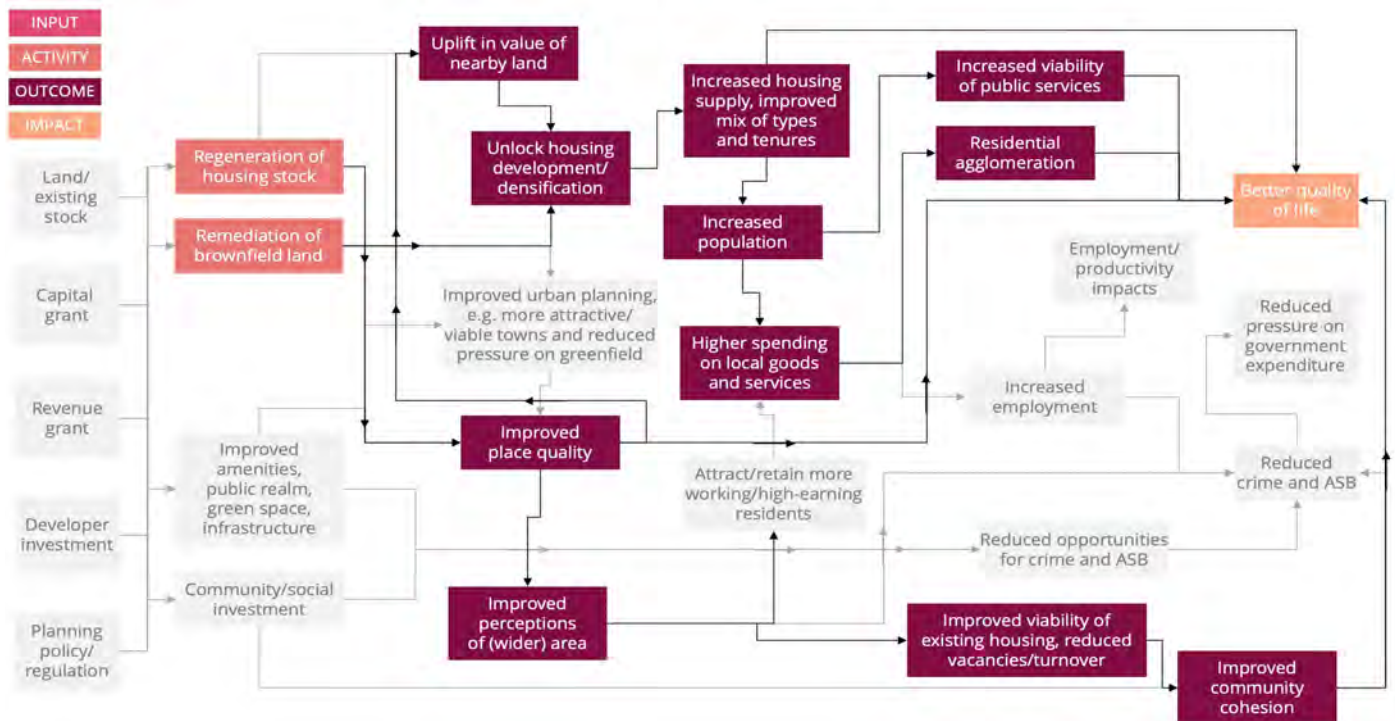 INPUT
ACTIVITY
OUTCOME
IMPACT
Land/
existing
stock
Capital
grant
Revenue
grant
Developer
investment
Planning
policy/
regulation
Regeneration of
housing stock
Remediation of
brownfield land
Improved
amenities,
public realm,
green space,
infrastructure
Community/social
investment
Uplift in value of
nearby land
Unlock housing
development/
densification
Improved urban planning,
e.g. more attractive/
viable towns and reduced
pressure on greenfield
Improved
place quality
Improved
perceptions
of (wider) area
Increased housing
supply, improved
mix of types
and tenures
Increased
population
Higher spending
on local goods
and services
Attract/retain more
working/high-earning
residents
Increased viability
of public services
Residential
agglomeration
Employment/
productivity
impacts
Increased
employment
Reduced opportunities
for crime and ASB
Improved viability of
existing housing, reduced
vacancies/turnover
Better quality
of life
Reduced
pressure on
government
expenditure
Reduced
crime and ASB
Improved
community
cohesion